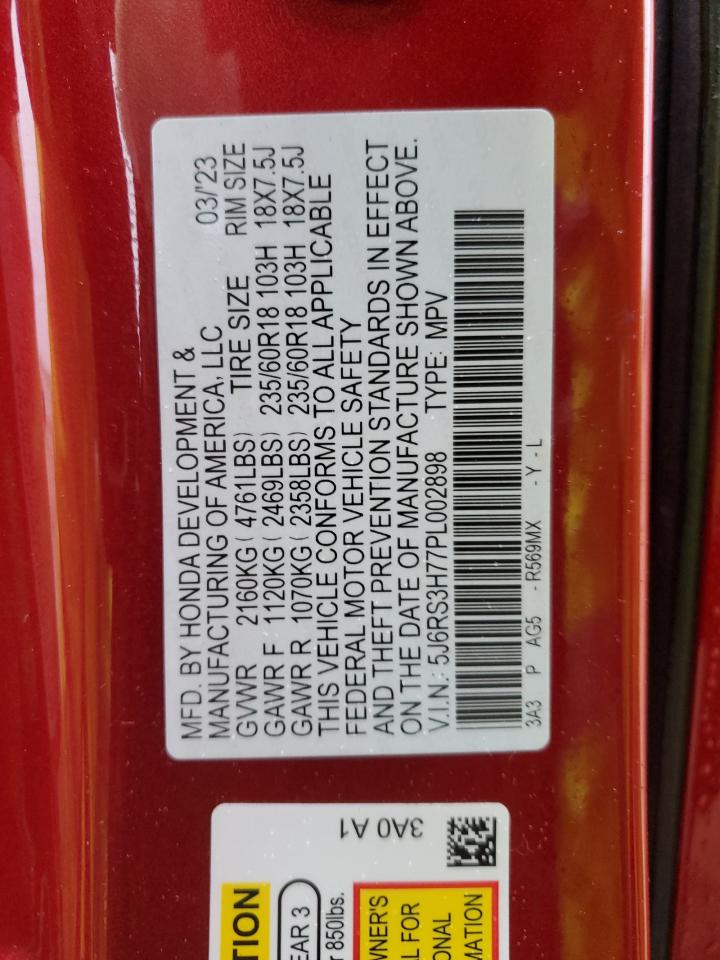 MFD. BY HONDA DEVELOPMENT &
MANUFACTURING OF AMERICA, LLC 03/'23
GVWR 2160KG(4761LBS) TIRE SIZE RIM SIZE
GAWR F 1120KG(2469LBS) 235/60R18 103H 18X7.5J
GAWR R 1070KG(2358LBS) 235/60R18 103H 18X7.5J
THIS VEHICLE CONFORMS TO ALL APPLICABLE
FEDERAL MOTOR VEHICLE SAFETY
AND THEFT PREVENTION STANDARDS IN EFFECT
ON THE DATE OF MANUFACTURE SHOWN ABOVE.
V.I.N.: 5J6RS3H77PL002898 TYPE: MPV
3A3 P AG5 -R569MX -Y-L
3A0 A1
TION
EAR 3
850lbs.
WNER'S
L FOR
ONAL
MATION